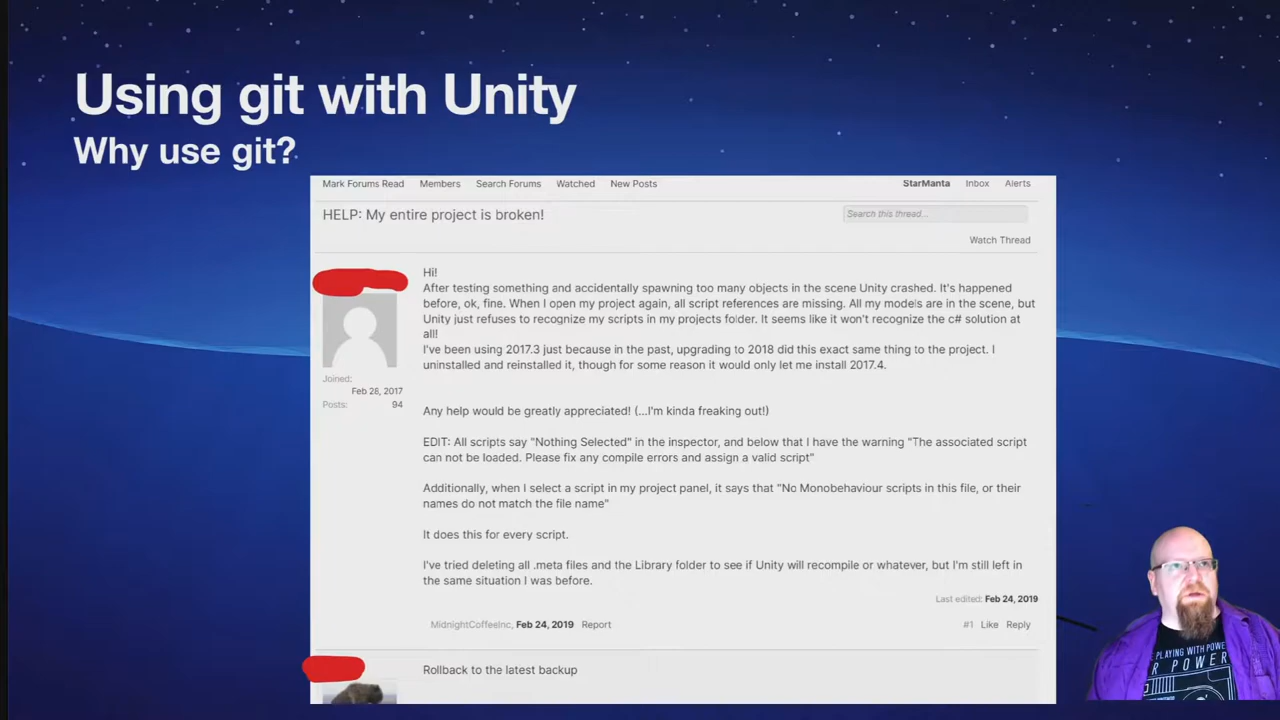 Using git with Unity
Why use git?
Mark Forums Read Members Search Forums Watched New Posts StarManta Inbox Alerts
HELP: My entire project is broken!
Search this thread...
Watch Thread
Hi!
After testing something and accidentally spawning too many objects in the scene Unity crashed. It's happened
before, ok, fine. When I open my project again, all script references are missing. All my models are in the scene, but
Unity just refuses to recognize my scripts in my projects folder. It seems like it won't recognize the c# solution at
all!
I've been using 2017.3 just because in the past, upgrading to 2018 did this exact same thing to the project. I
uninstalled and reinstalled it, though for some reason it would only let me install 2017.4.
Joined:
Feb 28, 2017
Posts: 94
Any help would be greatly appreciated! (...I'm kinda freaking out!)
EDIT: All scripts say "Nothing Selected" in the inspector, and below that I have the warning "The associated script
can not be loaded. Please fix any compile errors and assign a valid script"
Additionally, when I select a script in my project panel, it says that "No Monobehaviour scripts in this file, or their
names do not match the file name"
It does this for every script.
I've tried deleting all .meta files and the Library folder to see if Unity will recompile or whatever, but I'm still left in
the same situation I was before.
Last edited: Feb 24, 2019
MidnightCoffeeInc, Feb 24, 2019 Report #1 Like Reply
Rollback to the latest backup
PLAYING WITH POWER
R POWER